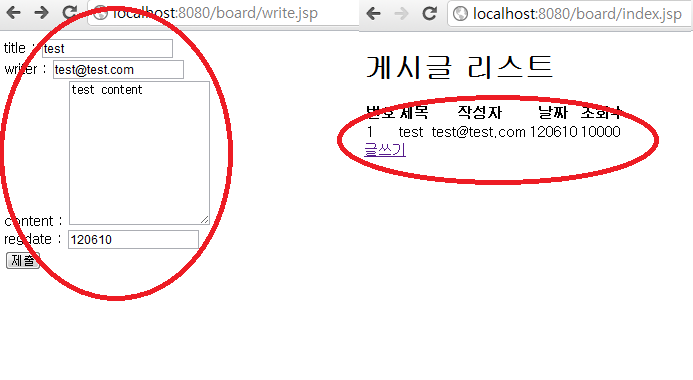 localhost:8080/board/write.jsp
title : test
writer : test@test.com
test content
content :
regdate : 120610
제출
localhost:8080/board/index.jsp
게시글 리스트
번호 제목 작성자 날짜 조회수
1 test test@test.com 120610 10000
글쓰기